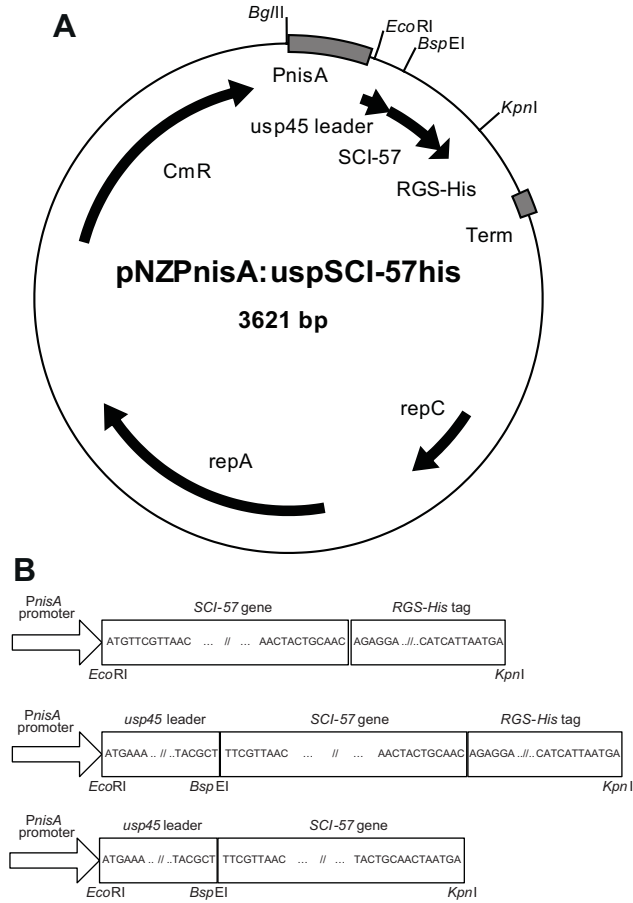 A
BglII
EcoRI
BspEI
PnisA
KpnI
usp45 leader
SCI-57
CmR
RGS-His
Term
pNZPnisA:uspSCI-57his
3621 bp
repC
repA
B
PnisA
promoter
SCI-57 gene
RGS-His tag
ATGTTCGTTAAC ... // ... AACTACTGCAAC
AGAGGA ..//.. CATCATTAATGA
EcoRI
KpnI
PnisA
promoter
usp45 leader
SCI-57 gene
RGS-His tag
ATGAAA .. // ..TACGCT
TTCGTTAAC ... // ... AACTACTGCAAC
AGAGGA ..//.. CATCATTAATGA
EcoRI
BspEI
KpnI
PnisA
promoter
usp45 leader
SCI-57 gene
ATGAAA .. // ..TACGCT
TTCGTTAAC ... // ... TACTGCAACTAATGA
EcoRI
BspEI
KpnI